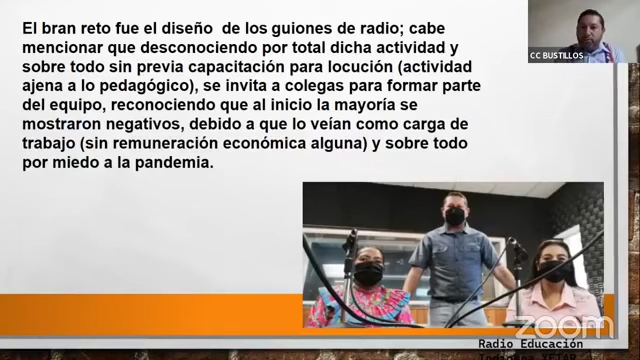 El bran reto fue el diseño  de los guiones de radio; cabe
mencionar que desconociendo por total dicha actividad y
sobre todo sin previa capacitación para locución (actividad
ajena a lo pedagógico), se invita a colegas para formar parte
del equipo, reconociendo que al inicio la mayoría se
mostraron negativos, debido a que lo veían como carga de
trabajo (sin remuneración económica alguna) y sobre todo
por miedo a la pandemia.
CC BUSTILLOS
zoom
Radio Educación